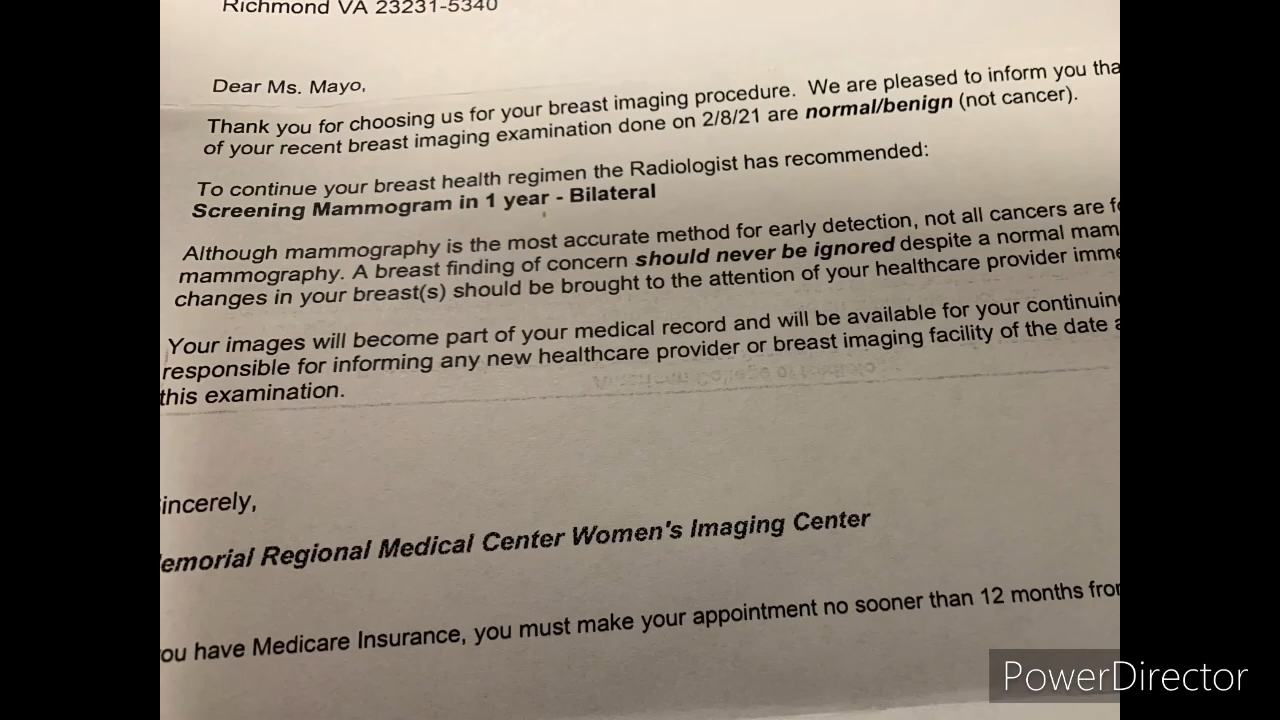 Richmond VA 23231-5340
Dear Ms. Mayo,
Thank you for choosing us for your breast imaging procedure. We are pleased to inform you tha
of your recent breast imaging examination done on 2/8/21 are normal/benign (not cancer).
To continue your breast health regimen the Radiologist has recommended:
Screening Mammogram in 1 year - Bilateral
Although mammography is the most accurate method for early detection, not all cancers are fo
mammography. A breast finding of concern should never be ignored despite a normal mam
changes in your breast(s) should be brought to the attention of your healthcare provider imme
Your images will become part of your medical record and will be available for your continuing
responsible for informing any new healthcare provider or breast imaging facility of the date a
this examination.
incerely,
emorial Regional Medical Center Women's Imaging Center
ou have Medicare Insurance, you must make your appointment no sooner than 12 months from
PowerDirector